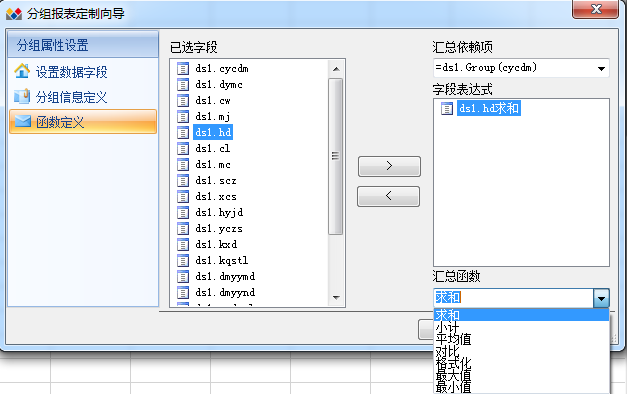 分组报表定制向导
分组属性设置
设置数据字段
分组信息定义
函数定义
已选字段
ds1.cycdm
ds1.dymc
ds1.cw
ds1.mj
ds1.hd
ds1.cl
ds1.mc
ds1.scz
ds1.xcs
ds1.hyjd
ds1.yczs
ds1.kxd
ds1.kqstl
ds1.dmyymd
ds1.dmyynd
>
<
汇总依赖项
=ds1.Group(cycdm)
字段表达式
ds1.hd求和
汇总函数
求和
求和
小计
平均值
对比
格式化
最大值
最小值